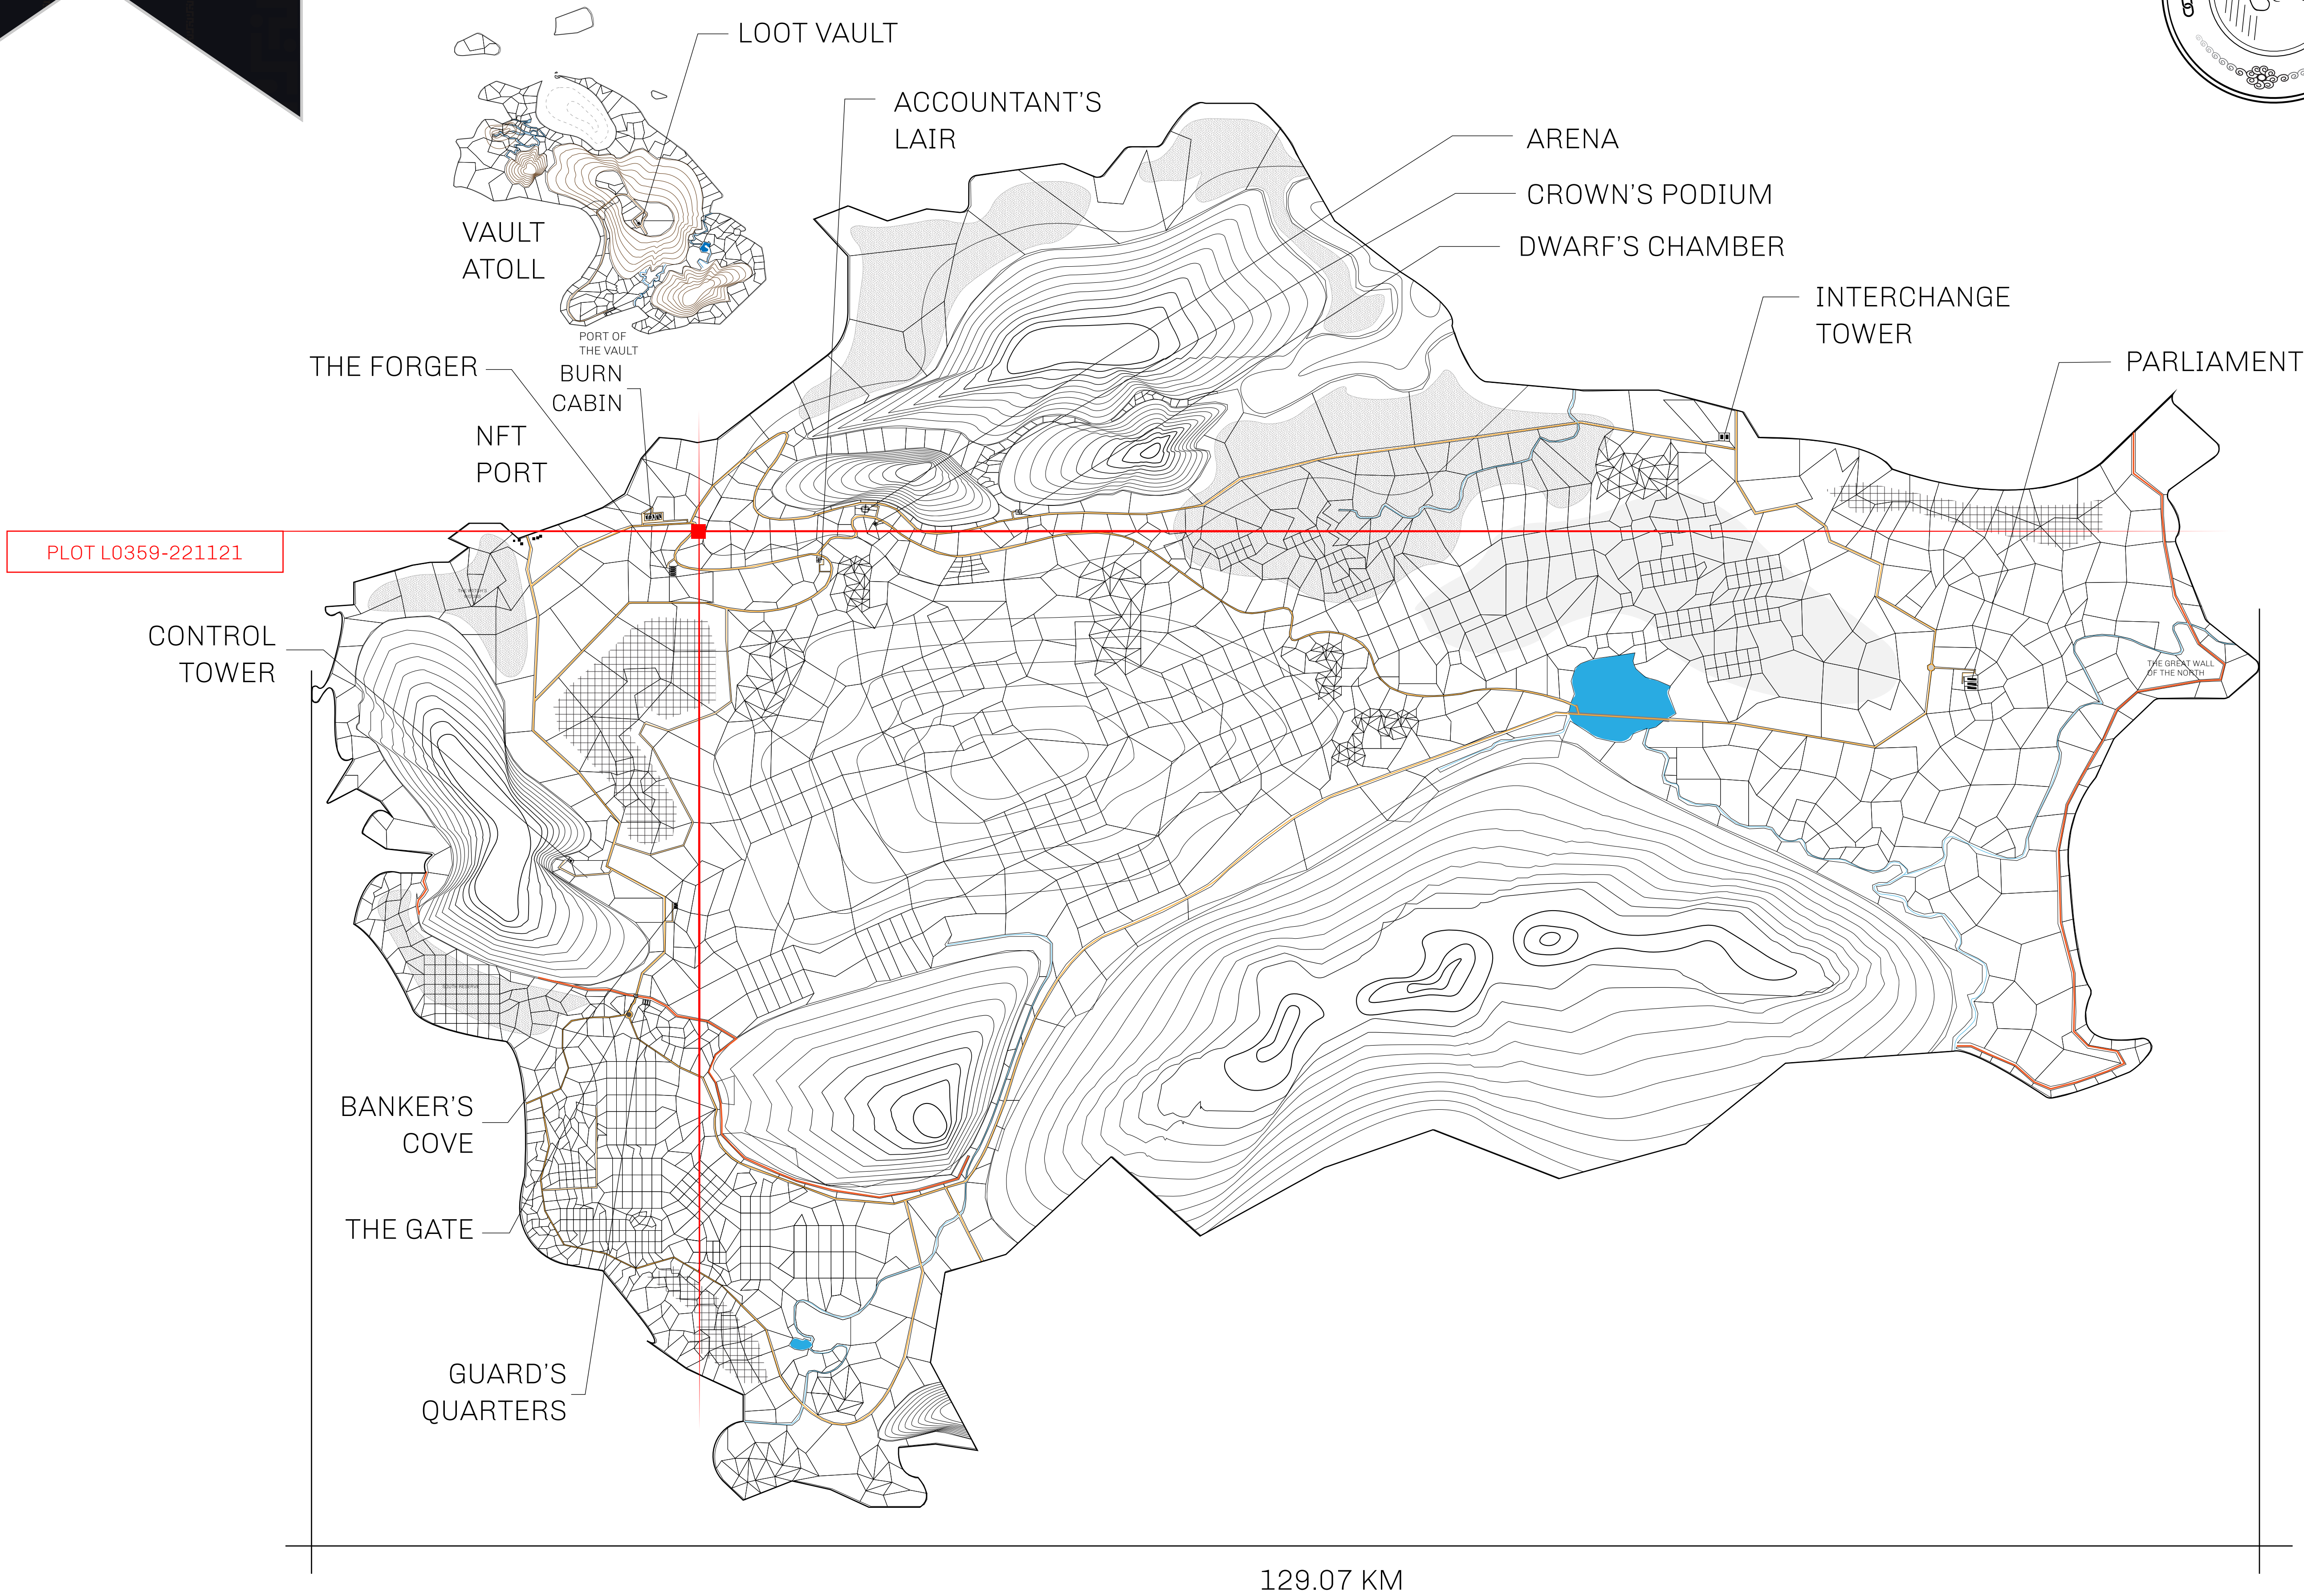 LOOT VAULT
ACCOUNTANT'S
LAIR
ARENA
CROWN'S PODIUM
DWARF'S CHAMBER
VAULT
ATOLL
INTERCHANGE
TOWER
PORT OF
THE VAULT
THE FORGER
BURN
CABIN
PARLIAMENT
NFT
PORT
PLOT L0359-221121
CONTROL
TOWER
THE GREAT WALL
OF THE NORTH
SOUTH RESERVE
BANKER'S
COVE
THE GATE
GUARD'S
QUARTERS
129.07 KM